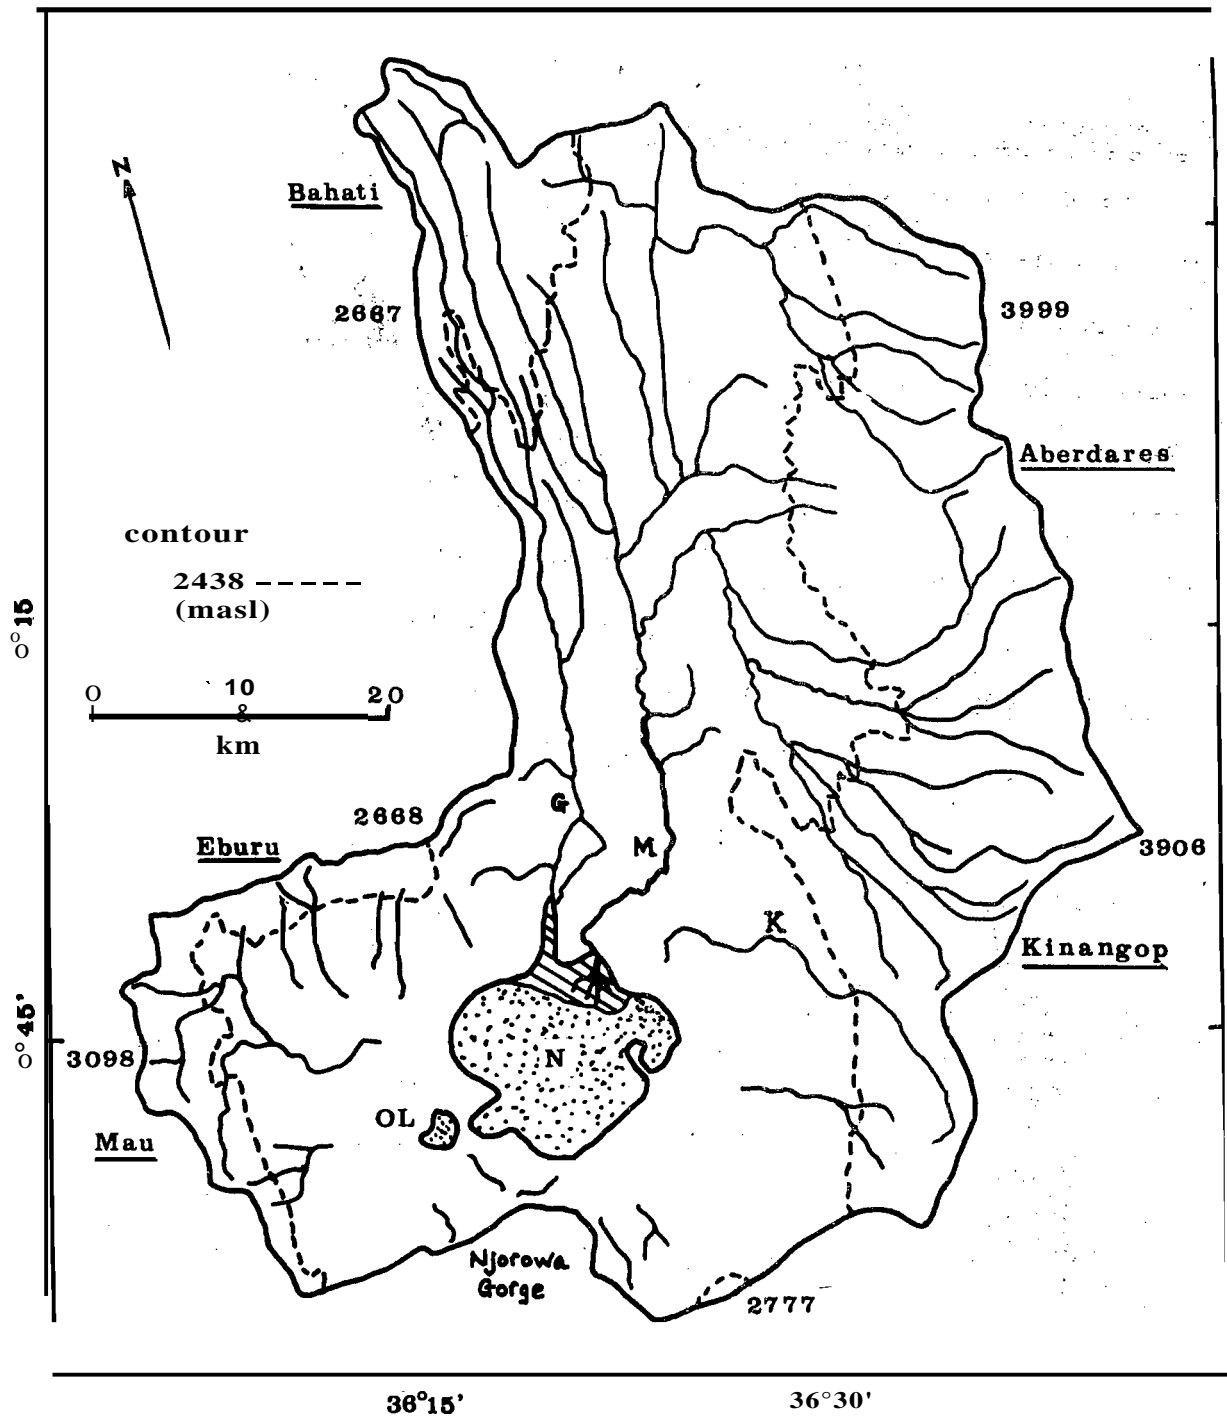 N
Bahati
2667
3999
Aberdares
contour
2438
(masl)
0°15
0 10 20
&
km
G
2668
Eburu
M
3906
K
Kinangop
0°45'
3098
N
OL
Mau
Njorowa
Gorge
2777
36°15'
36°30'